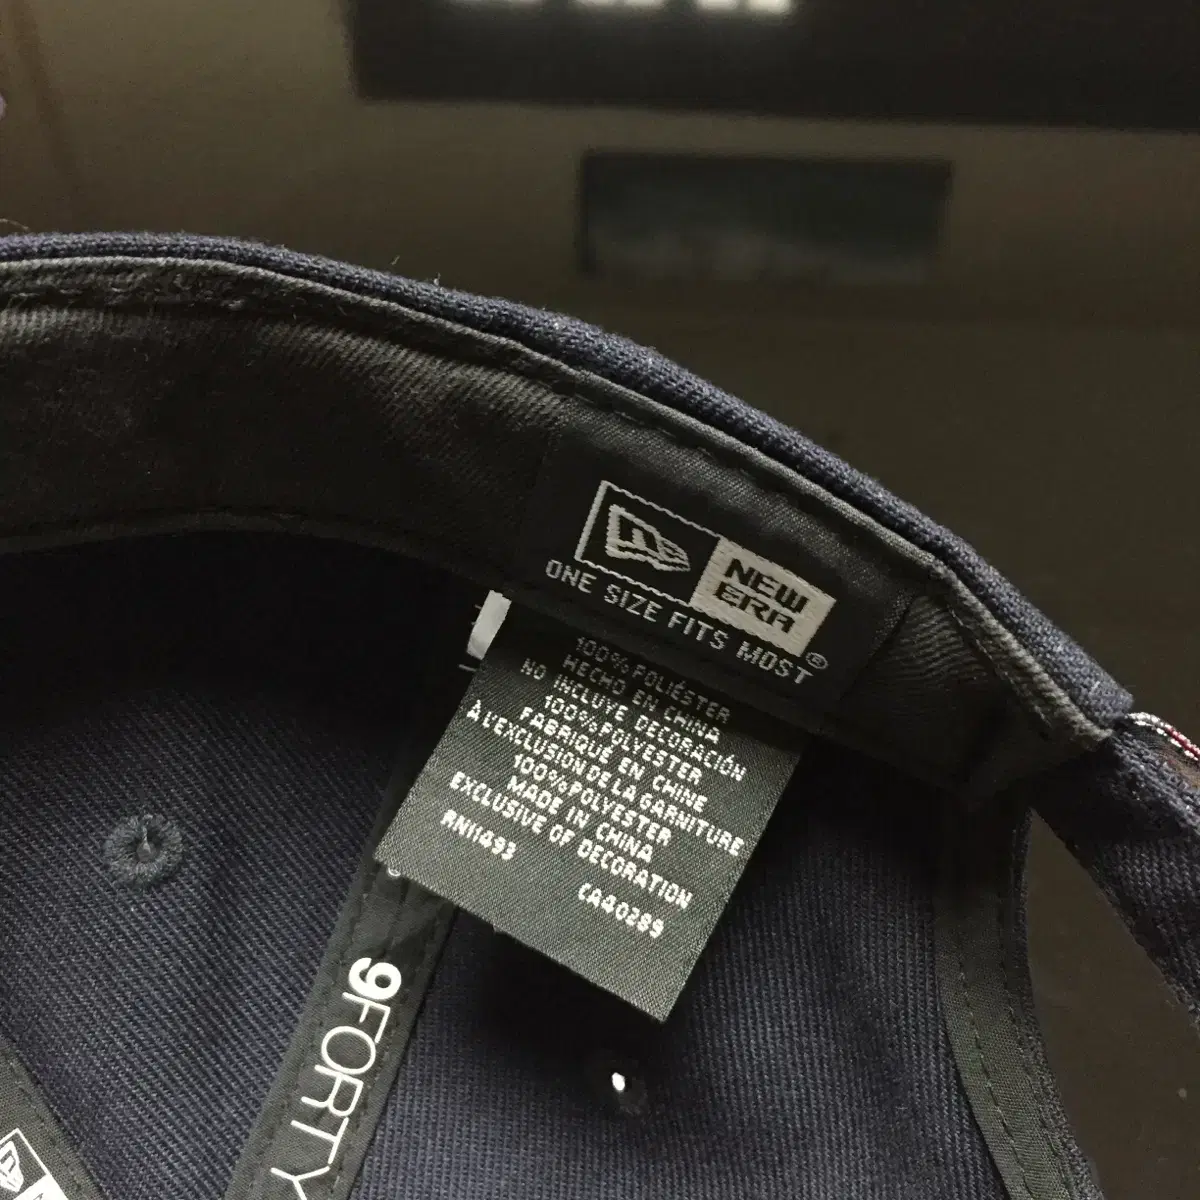 NEW
ERA
®
ONE SIZE FITS MOST
100% POLIÉSTER
HECHO EN CHINA
NO INCLUYE DECORACIÓN
100% POLYESTER
FABRIQUÉ EN CHINE
À L'EXCLUSION DE LA GARNITURE
100% POLYESTER
MADE IN CHINA
EXCLUSIVE OF DECORATION
RN11493
CA40289
9FORTY